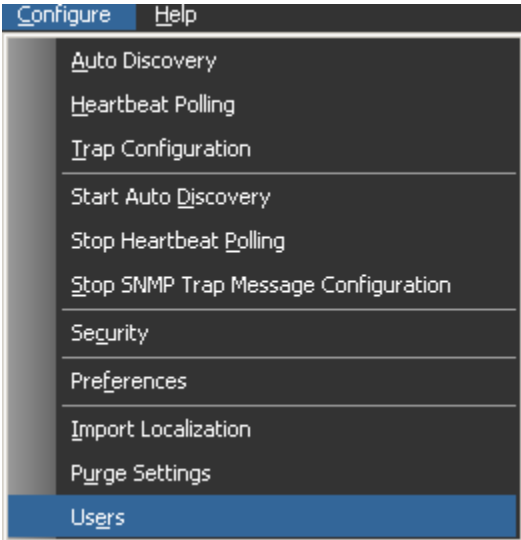 Configure Help
Auto Discovery
Heartbeat Polling
Trap Configuration
Start Auto Discovery
Stop Heartbeat Polling
Stop SNMP Trap Message Configuration
Security
Preferences
Import Localization
Purge Settings
Users